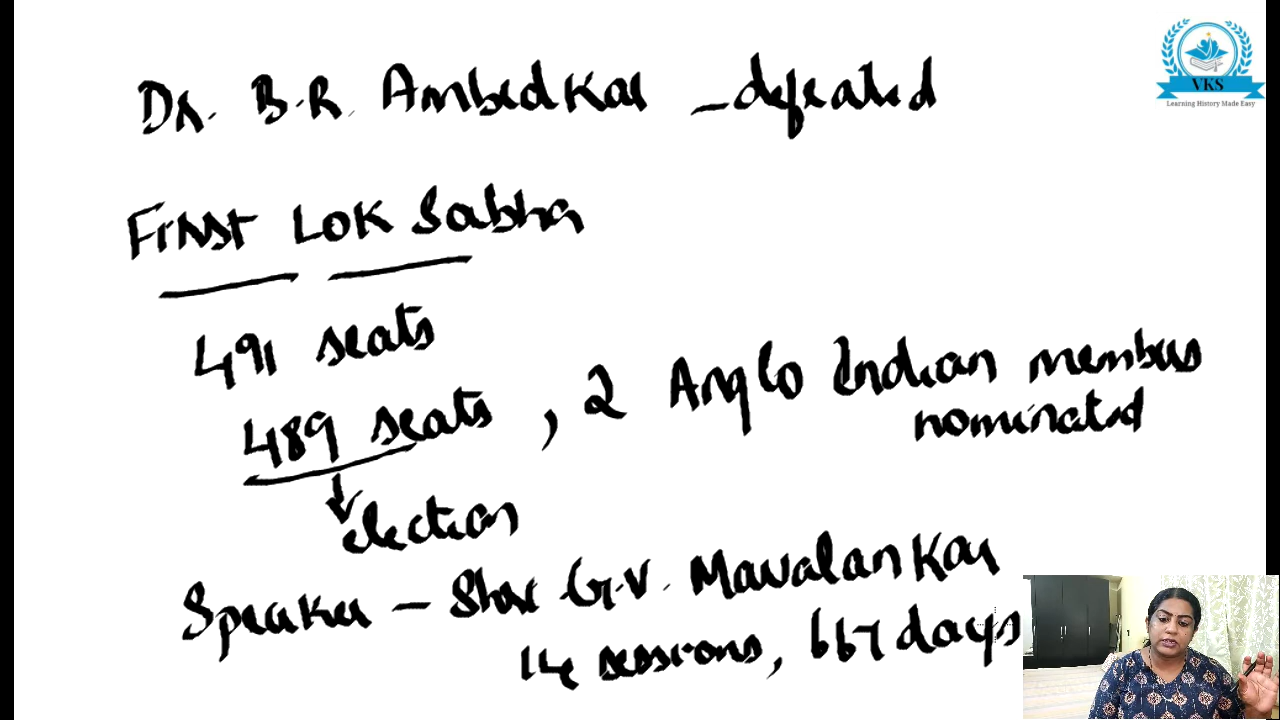 Dr. B.R. Ambedkar - defeated
VKS
Learning History Made Easy
First Lok Sabha
491 seats
489 seats, 2 Anglo Indian members
nominated
election
Speaker - Shri G.V. Mavalankar
14 sessions, 667 days